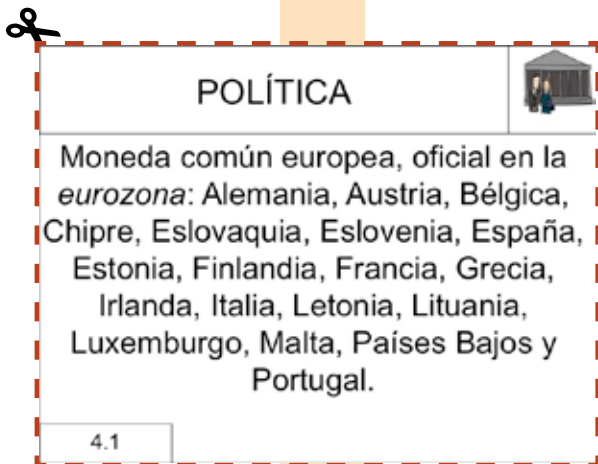 POLÍTICA
Moneda común europea, oficial en la
eurozona: Alemania, Austria, Bélgica,
Chipre, Eslovaquia, Eslovenia, España,
Estonia, Finlandia, Francia, Grecia,
Irlanda, Italia, Letonia, Lituania,
Luxemburgo, Malta, Países Bajos y
Portugal.
4.1